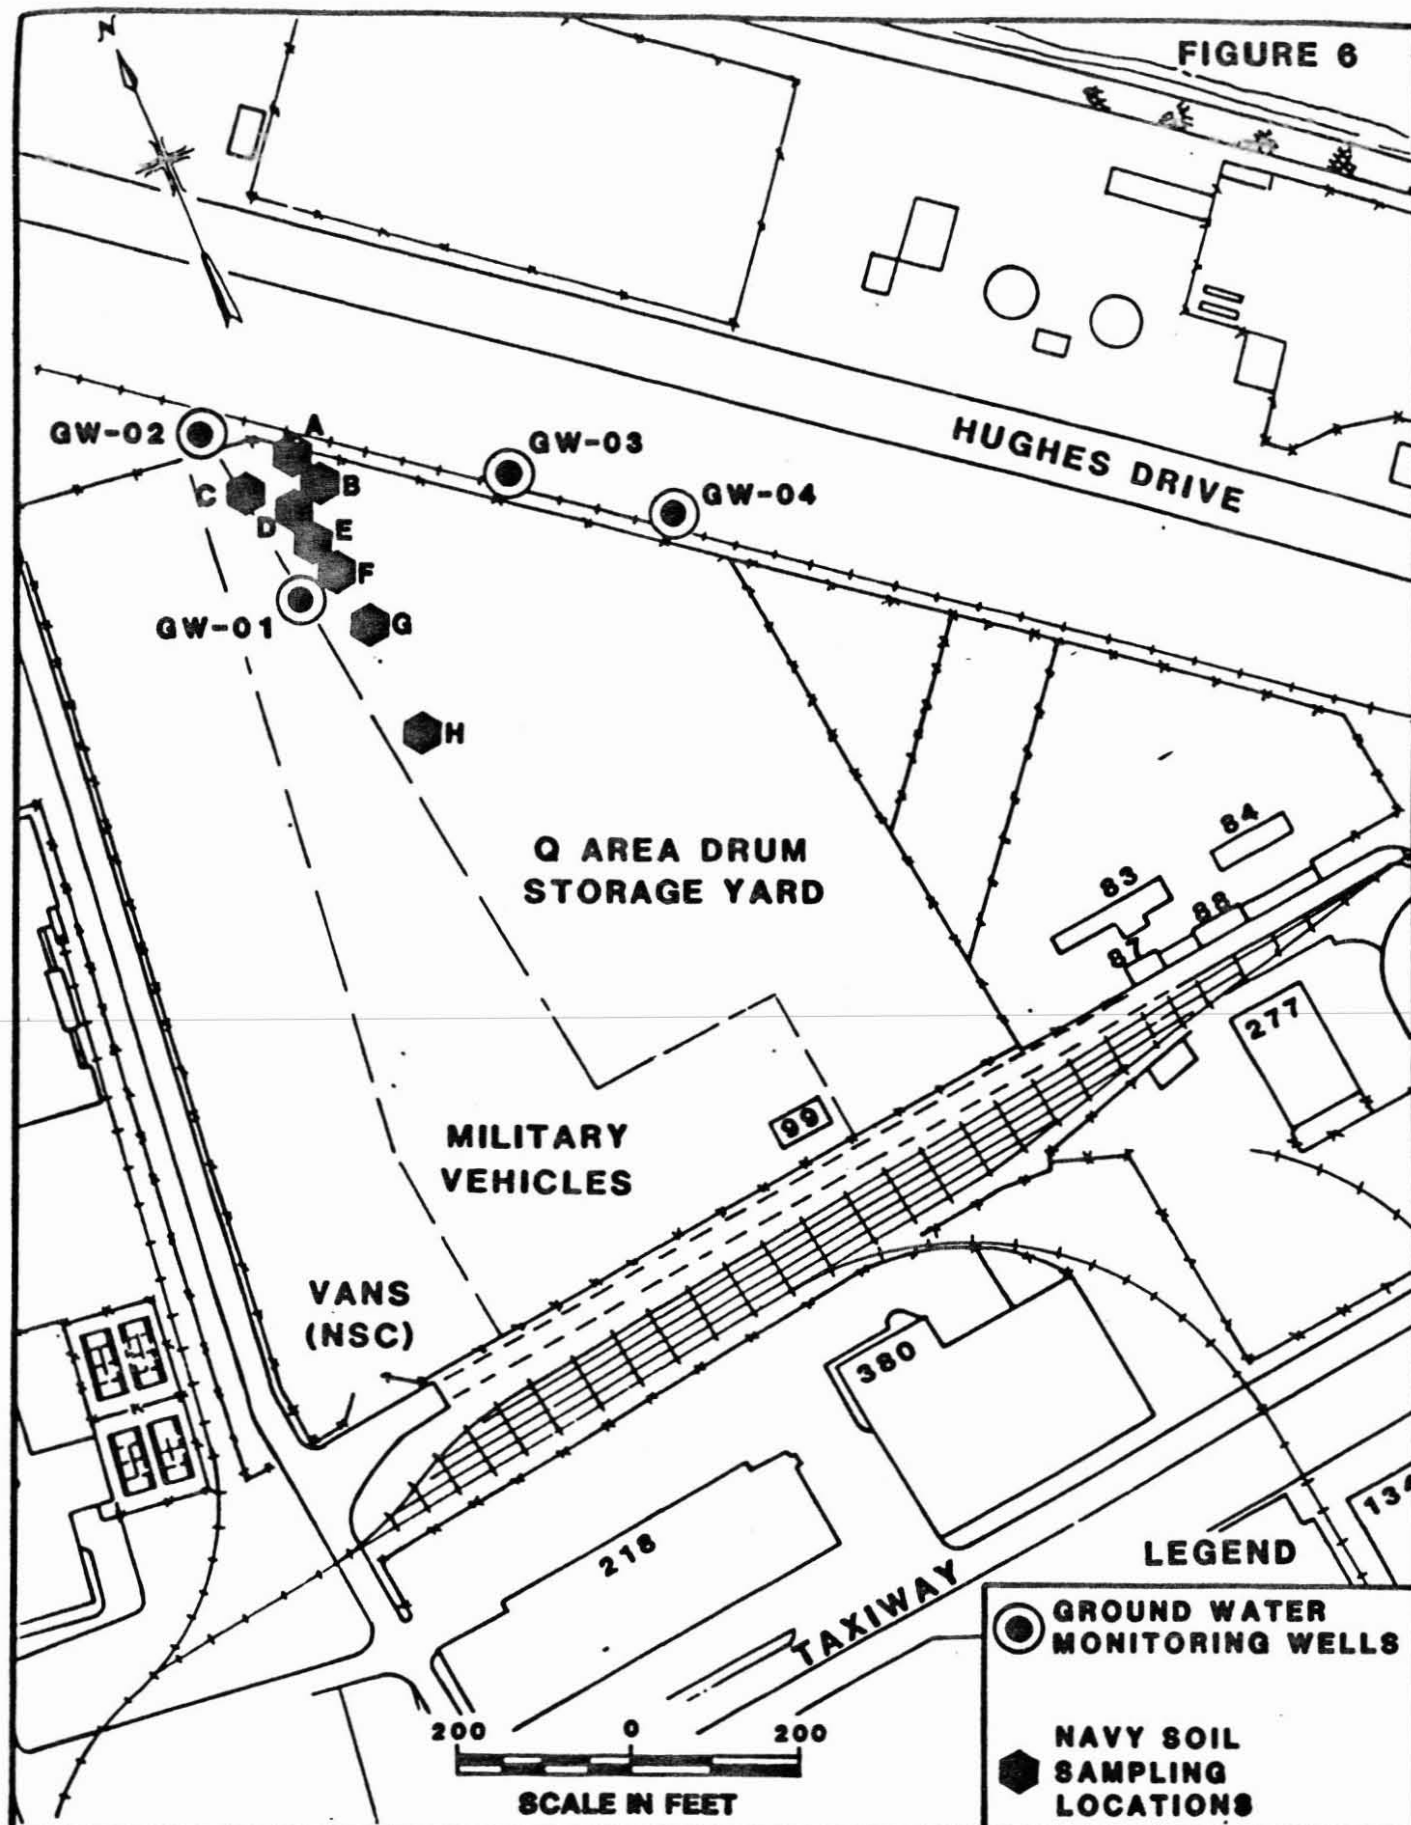 N
FIGURE 6
HUGHES DRIVE
GW-02
A
GW-03
C
B
GW-04
D
E
F
GW-01
G
H
Q AREA DRUM
STORAGE YARD
84
83
88
87
277
99
MILITARY
VEHICLES
VANS
(NSC)
380
134
218
TAXIWAY
LEGEND
GROUND WATER
MONITORING WELLS
NAVY SOIL
SAMPLING
LOCATIONS
200 0 200
SCALE IN FEET